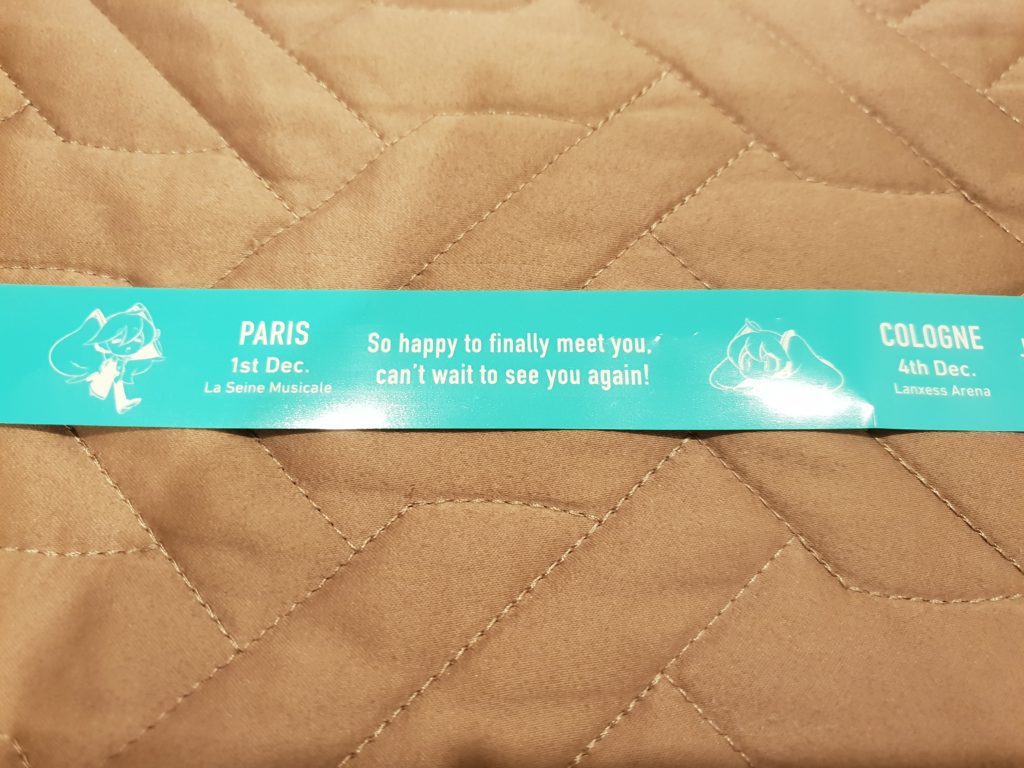 PARIS
1st Dec.
La Seine Musicale
So happy to finally meet you,
can't wait to see you again!
COLOGNE
4th Dec.
Lanxess Arena